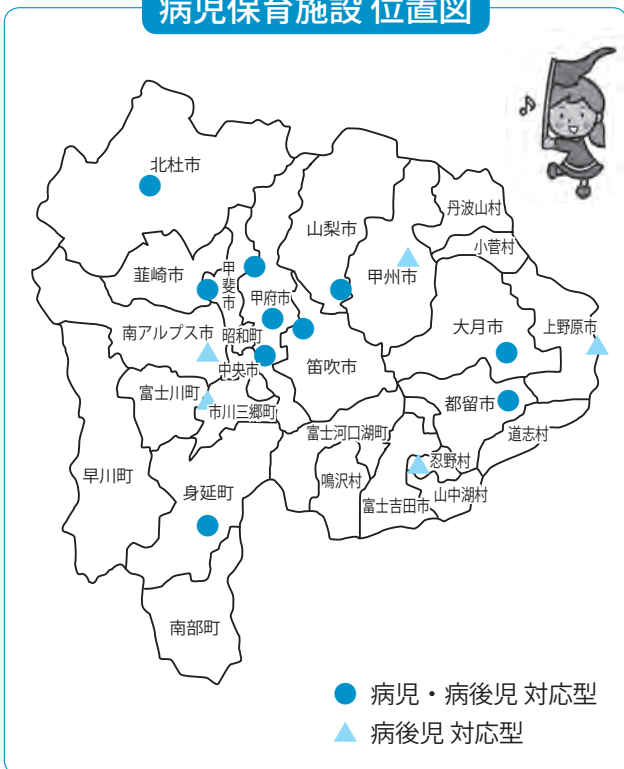 病児保育施設 位置図
北杜市
丹波山村
山梨市
小菅村
韮崎市
甲斐市
甲州市
甲府市
南アルプス市
昭和町
大月市
上野原市
中央市
笛吹市
富士川町
市川三郷町
都留市
富士河口湖町
道志村
忍野村
早川町
身延町
鳴沢村
富士吉田市
山中湖村
南部町
病児・病後児 対応型
病後児 対応型